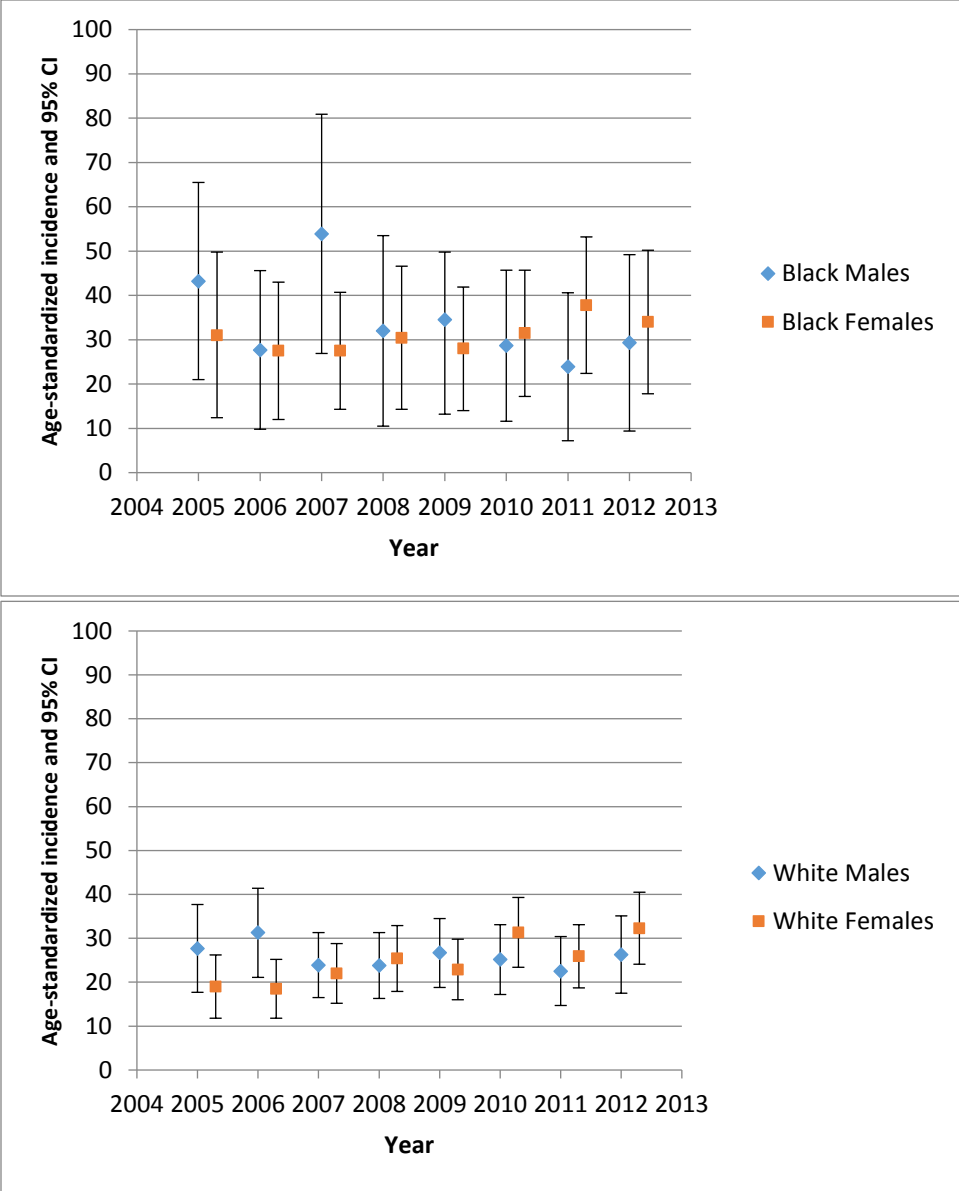 100
90
80
70
60
50
40
30
20
10
0
Age-standardized incidence and 95% CI
2004 2005 2006 2007 2008 2009 2010 2011 2012 2013
Year
Black Males
Black Females
100
90
80
70
60
50
40
30
20
10
0
Age-standardized incidence and 95% CI
2004 2005 2006 2007 2008 2009 2010 2011 2012 2013
Year
White Males
White Females